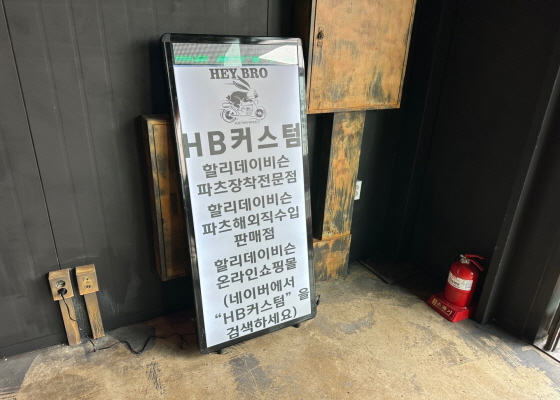 HEY BRO
HB커스텀
할리데이비슨
파츠장착전문점
할리데이비슨
파츠해외직수입
판매점
할리데이비슨
온라인쇼핑몰
(네이버에서
“HB커스텀”을
검색하세요)